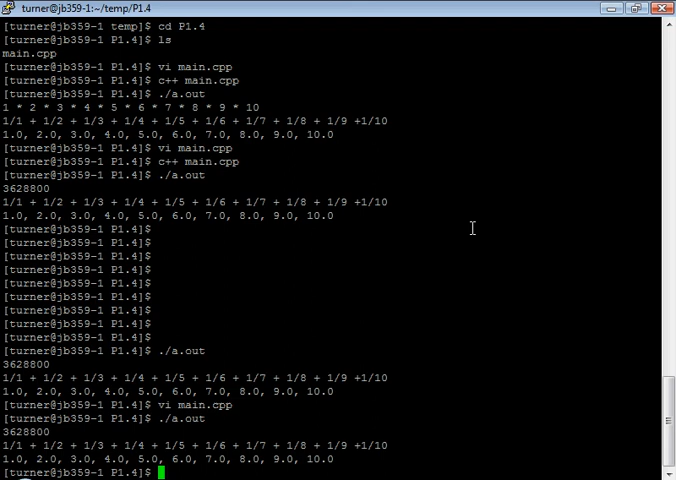 turner@jb359-1:~/temp/P1.4
[turner@jb359-1 temp]$ cd P1.4
[turner@jb359-1 P1.4]$ ls
main.cpp
[turner@jb359-1 P1.4]$ vi main.cpp
[turner@jb359-1 P1.4]$ c++ main.cpp
[turner@jb359-1 P1.4]$ ./a.out
1 * 2 * 3 * 4 * 5 * 6 * 7 * 8 * 9 * 10
1/1 + 1/2 + 1/3 + 1/4 + 1/5 + 1/6 + 1/7 + 1/8 + 1/9 +1/10
1.0, 2.0, 3.0, 4.0, 5.0, 6.0, 7.0, 8.0, 9.0, 10.0
[turner@jb359-1 P1.4]$ vi main.cpp
[turner@jb359-1 P1.4]$ c++ main.cpp
[turner@jb359-1 P1.4]$ ./a.out
3628800
1/1 + 1/2 + 1/3 + 1/4 + 1/5 + 1/6 + 1/7 + 1/8 + 1/9 +1/10
1.0, 2.0, 3.0, 4.0, 5.0, 6.0, 7.0, 8.0, 9.0, 10.0
[turner@jb359-1 P1.4]$
[turner@jb359-1 P1.4]$
[turner@jb359-1 P1.4]$
[turner@jb359-1 P1.4]$
[turner@jb359-1 P1.4]$
[turner@jb359-1 P1.4]$
[turner@jb359-1 P1.4]$
[turner@jb359-1 P1.4]$
[turner@jb359-1 P1.4]$
[turner@jb359-1 P1.4]$ ./a.out
3628800
1/1 + 1/2 + 1/3 + 1/4 + 1/5 + 1/6 + 1/7 + 1/8 + 1/9 +1/10
1.0, 2.0, 3.0, 4.0, 5.0, 6.0, 7.0, 8.0, 9.0, 10.0
[turner@jb359-1 P1.4]$ vi main.cpp
[turner@jb359-1 P1.4]$ ./a.out
3628800
1/1 + 1/2 + 1/3 + 1/4 + 1/5 + 1/6 + 1/7 + 1/8 + 1/9 +1/10
1.0, 2.0, 3.0, 4.0, 5.0, 6.0, 7.0, 8.0, 9.0, 10.0
[turner@jb359-1 P1.4]$